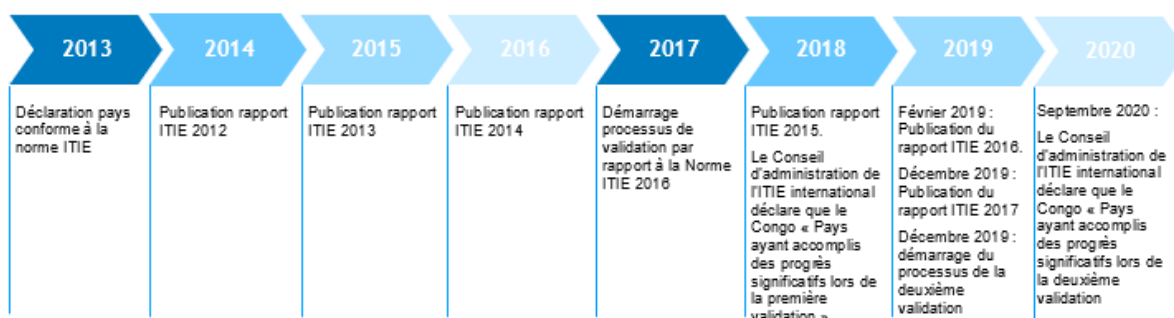 2013
2014
2015
2016
2017
2018
2019
2020
Déclaration pays
conforme à la
norme ITIE
Publication rapport
ITIE 2012
Publication rapport
ITIE 2013
Publication rapport
ITIE 2014
Démarrage
processus de
validation par
rapport à la Norme
ITIE 2016
Publication rapport
ITIE 2015.
Le Conseil
d'administration de
l'ITIE international
déclare que le
Congo « Pays
ayant accomplis
des progrès
significatifs lors de
la première
validation »
Février 2019 :
Publication du
rapport ITIE 2016.
Décembre 2019 :
Publication du
rapport ITIE 2017
Décembre 2019 :
démarrage du
processus de la
deuxième
validation
Septembre 2020 :
Le Conseil
d'administration de
l'ITIE international
déclare que le
Congo « Pays
ayant accomplis
des progrès
significatifs lors de
la deuxième
validation